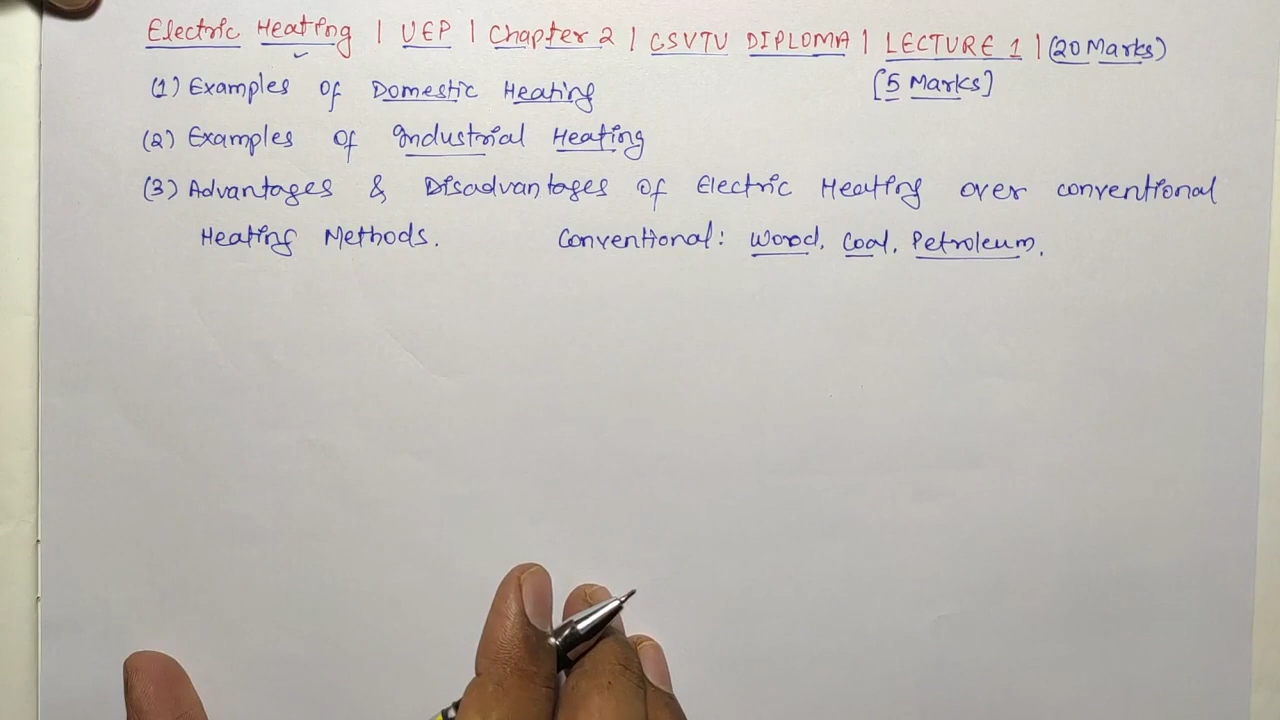 Electric Heating | UEP | Chapter 2 | CSVTU DIPLOMA | LECTURE 1 | (20 Marks)
[5 Marks]
(1) Examples of Domestic Heating
(2) Examples of Industrial Heating
(3) Advantages & Disadvantages of Electric Heating over conventional
Heating Methods. Conventional: Wood, Coal, Petroleum.